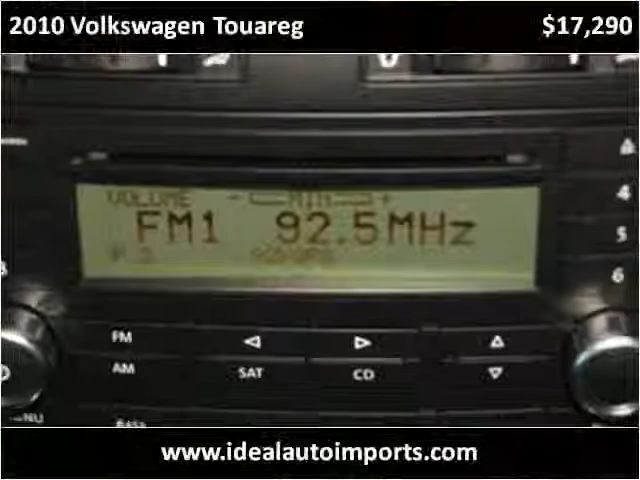 2010 Volkswagen Touareg $17,290
VOLUME - MIN +
FM1 92.5MHz
4
5
6
FM
AM SAT CD
www.idealautoimports.com